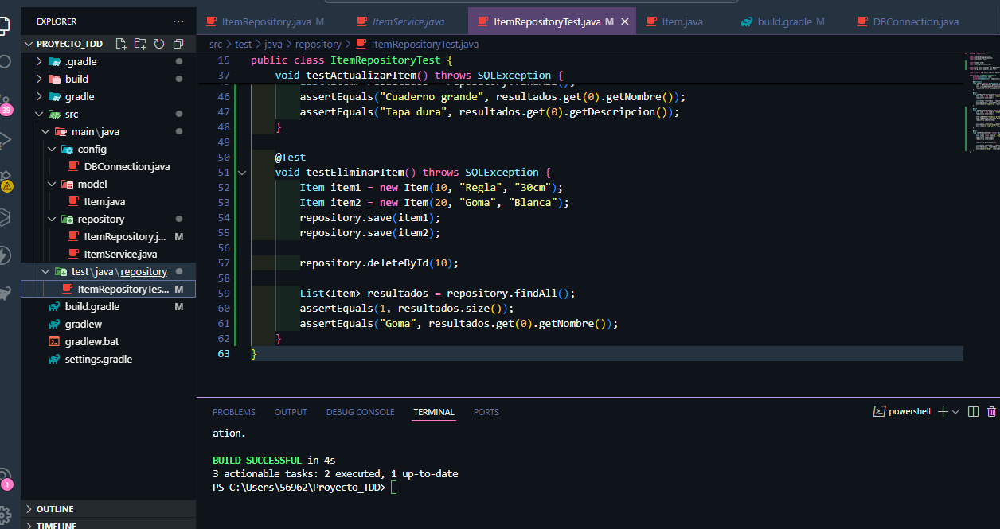 EXPLORER ...
PROYECTO_TDD
.gradle
build
gradle
src
main\java
config
DBConnection.java
model
Item.java
repository
ItemRepository.j... M
ItemService.java
test\java\repository
ItemRepositoryTes... M
build.gradle M
gradlew
gradlew.bat
settings.gradle
OUTLINE
TIMELINE
39
1
ItemRepository.java M ItemService.java ItemRepositoryTest.java M Item.java build.gradle M DBConnection.java
src > test > java > repository > ItemRepositoryTest.java
15 public class ItemRepositoryTest {
37 void testActualizarItem() throws SQLException {
46 assertEquals("Cuaderno grande", resultados.get(0).getNombre());
47 assertEquals("Tapa dura", resultados.get(0).getDescripcion());
48 }
49
50 @Test
51 void testEliminarItem() throws SQLException {
52 Item item1 = new Item(10, "Regla", "30cm");
53 Item item2 = new Item(20, "Goma", "Blanca");
54 repository.save(item1);
55 repository.save(item2);
56
57 repository.deleteById(10);
58
59 List<Item> resultados = repository.findAll();
60 assertEquals(1, resultados.size());
61 assertEquals("Goma", resultados.get(0).getNombre());
62 }
63 }
PROBLEMS OUTPUT DEBUG CONSOLE TERMINAL PORTS
powershell
ation.
BUILD SUCCESSFUL in 4s
3 actionable tasks: 2 executed, 1 up-to-date
PS C:\Users\56962\Proyecto_TDD>